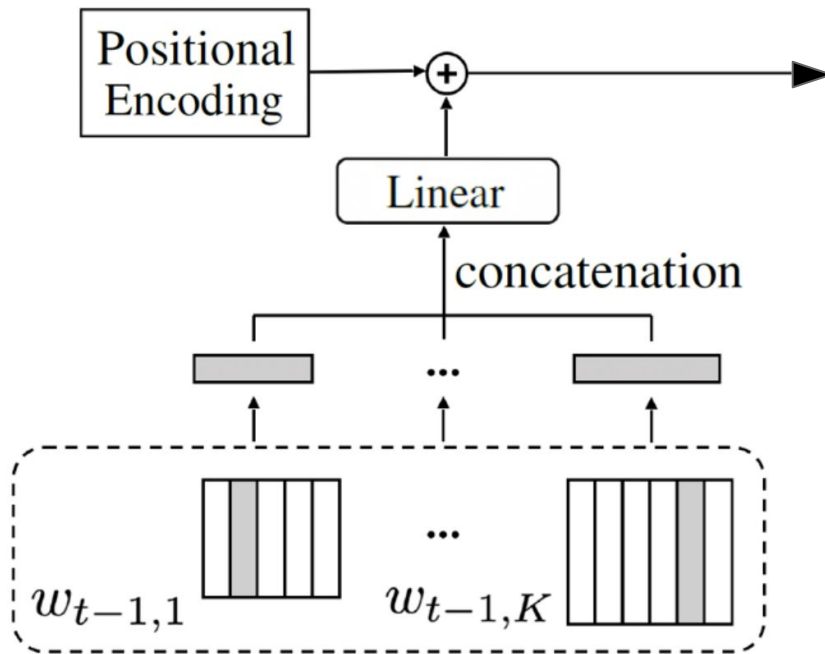 Positional
Encoding
+
Linear
concatenation
...
...
w_{t-1,1}
w_{t-1,K}